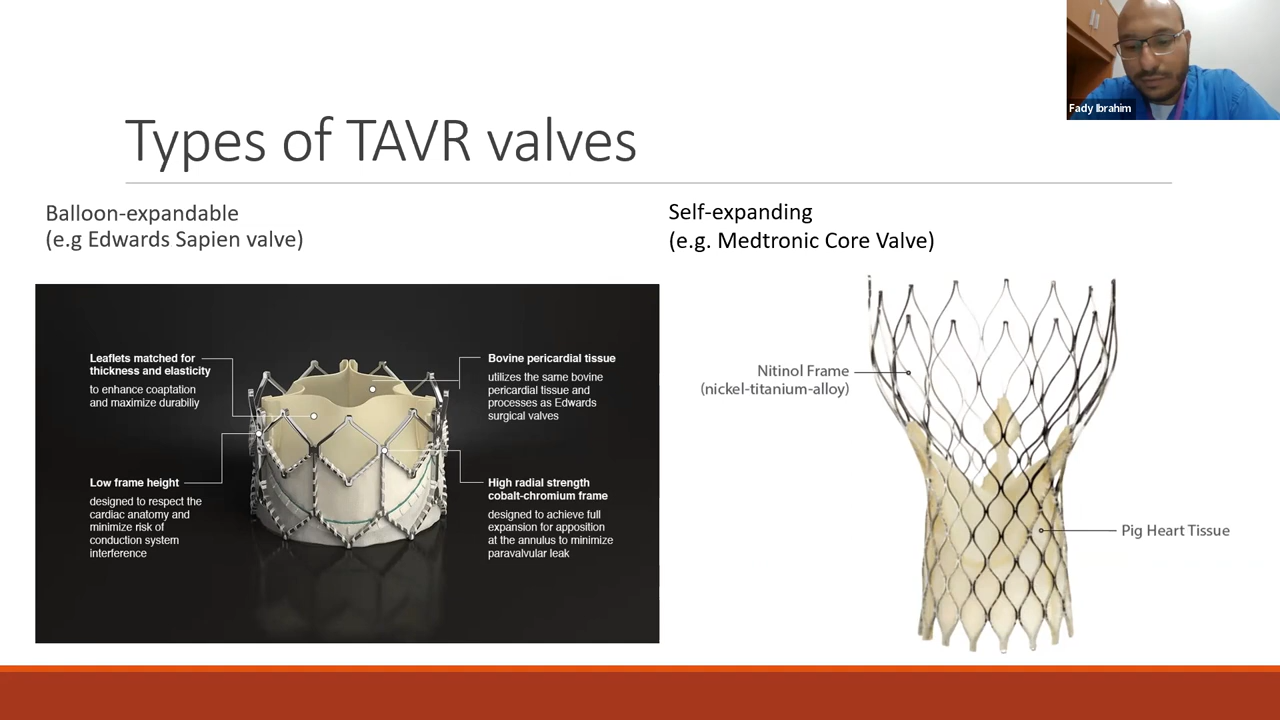 Fady Ibrahim
Types of TAVR valves
Balloon-expandable
(e.g Edwards Sapien valve)
Leaflets matched for
thickness and elasticity
to enhance coaptation
and maximize durabiliy
Low frame height
designed to respect the
cardiac anatomy and
minimize risk of
conduction system
interference
Bovine pericardial tissue
utilizes the same bovine
pericardial tissue and
processes as Edwards
surgical valves
High radial strength
cobalt-chromium frame
designed to achieve full
expansion for apposition
at the annulus to minimize
paravalvular leak
Self-expanding
(e.g. Medtronic Core Valve)
Nitinol Frame
(nickel-titanium-alloy)
Pig Heart Tissue